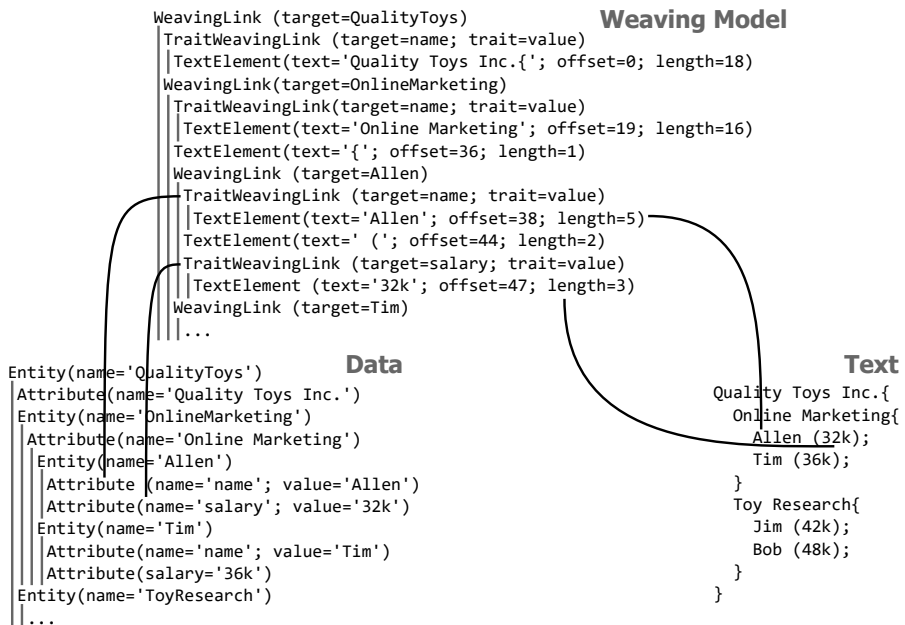 Weaving Model
WeavingLink (target=QualityToys)
TraitWeavingLink (target=name; trait=value)
TextElement(text='Quality Toys Inc.{'; offset=0; length=18)
WeavingLink(target=OnlineMarketing)
TraitWeavingLink(target=name; trait=value)
TextElement(text='Online Marketing'; offset=19; length=16)
TextElement(text='{'; offset=36; length=1)
WeavingLink (target=Allen)
TraitWeavingLink (target=name; trait=value)
TextElement(text='Allen'; offset=38; length=5)
TextElement(text=' ('; offset=44; length=2)
TraitWeavingLink (target=salary; trait=value)
TextElement (text='32k'; offset=47; length=3)
WeavingLink (target=Tim)
...
Data
Entity(name='QualityToys')
Attribute(name='Quality Toys Inc.')
Entity(name='OnlineMarketing')
Attribute(name='Online Marketing')
Entity(name='Allen')
Attribute (name='name'; value='Allen')
Attribute(name='salary'; value='32k')
Entity(name='Tim')
Attribute(name='name'; value='Tim')
Attribute(salary='36k')
Entity(name='ToyResearch')
...
Text
Quality Toys Inc.{
Online Marketing{
Allen (32k);
Tim (36k);
}
Toy Research{
Jim (42k);
Bob (48k);
}
}